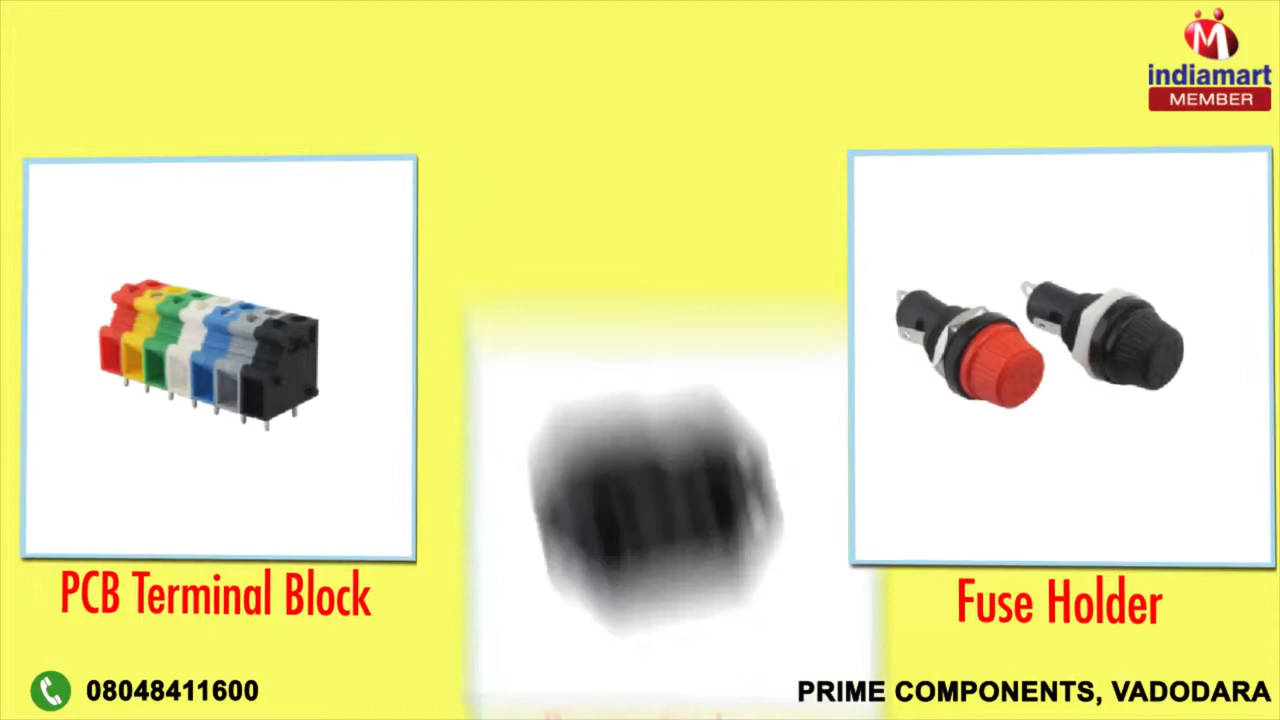 indiamart
MEMBER
PCB Terminal Block
Fuse Holder
08048411600
PRIME COMPONENTS, VADODARA